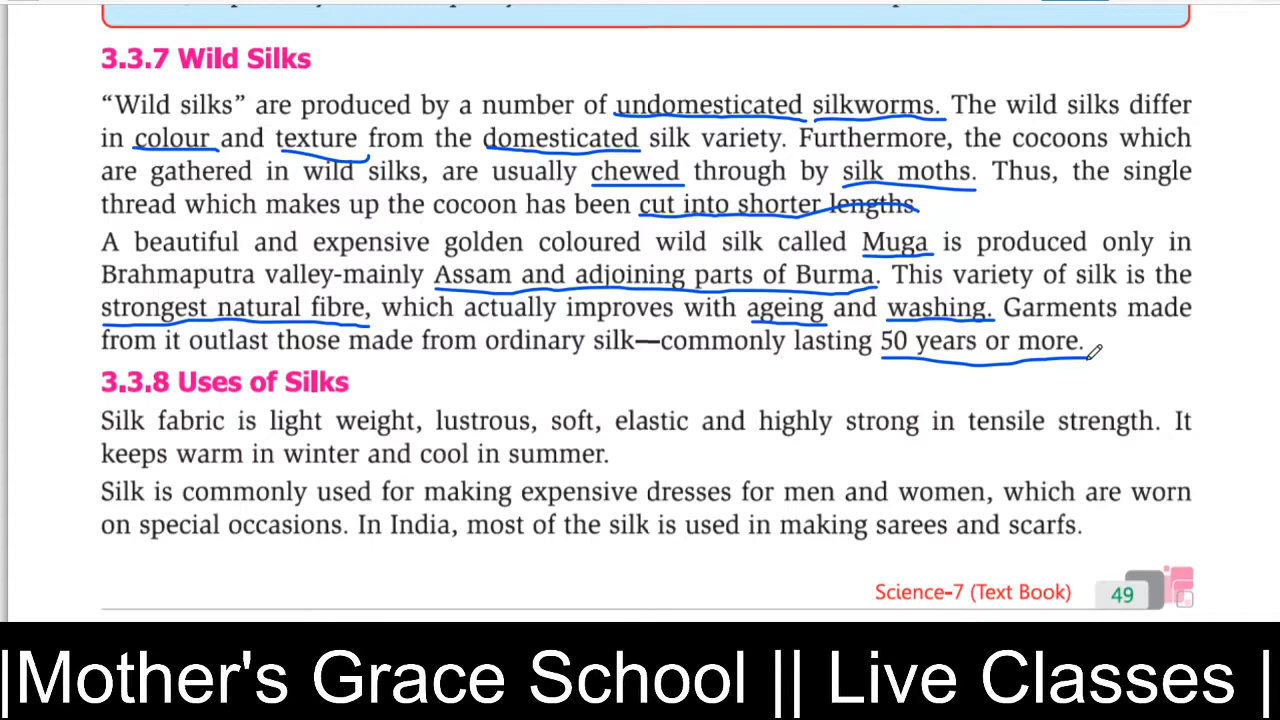 3.3.7 Wild Silks
“Wild silks” are produced by a number of undomesticated silkworms. The wild silks differ
in colour and texture from the domesticated silk variety. Furthermore, the cocoons which
are gathered in wild silks, are usually chewed through by silk moths. Thus, the single
thread which makes up the cocoon has been cut into shorter lengths.
A beautiful and expensive golden coloured wild silk called Muga is produced only in
Brahmaputra valley-mainly Assam and adjoining parts of Burma. This variety of silk is the
strongest natural fibre, which actually improves with ageing and washing. Garments made
from it outlast those made from ordinary silk—commonly lasting 50 years or more.
3.3.8 Uses of Silks
Silk fabric is light weight, lustrous, soft, elastic and highly strong in tensile strength. It
keeps warm in winter and cool in summer.
Silk is commonly used for making expensive dresses for men and women, which are worn
on special occasions. In India, most of the silk is used in making sarees and scarfs.
Science-7 (Text Book) 49
|Mother's Grace School || Live Classes |